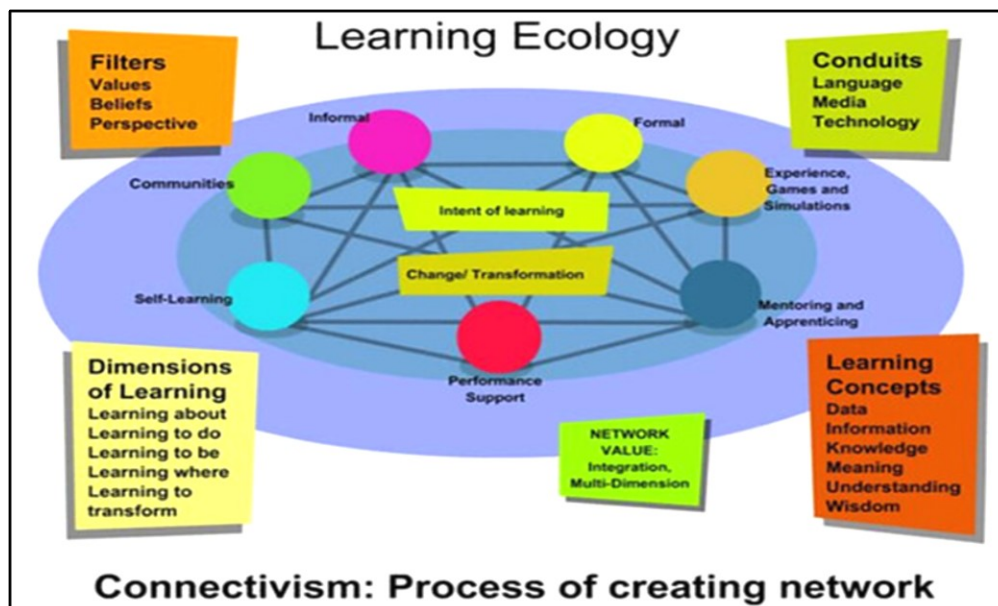 Learning Ecology
Filters
Values
Beliefs
Perspective
Conduits
Language
Media
Technology
Informal
Formal
Communities
Experience,
Games and
Simulations
Intent of learning
Change/ Transformation
Self-Learning
Mentoring and
Apprenticing
Performance
Support
Dimensions
of Learning
Learning about
Learning to do
Learning to be
Learning where
Learning to
transform
NETWORK
VALUE:
Integration,
Multi-Dimension
Learning
Concepts
Data
Information
Knowledge
Meaning
Understanding
Wisdom
Connectivism: Process of creating network